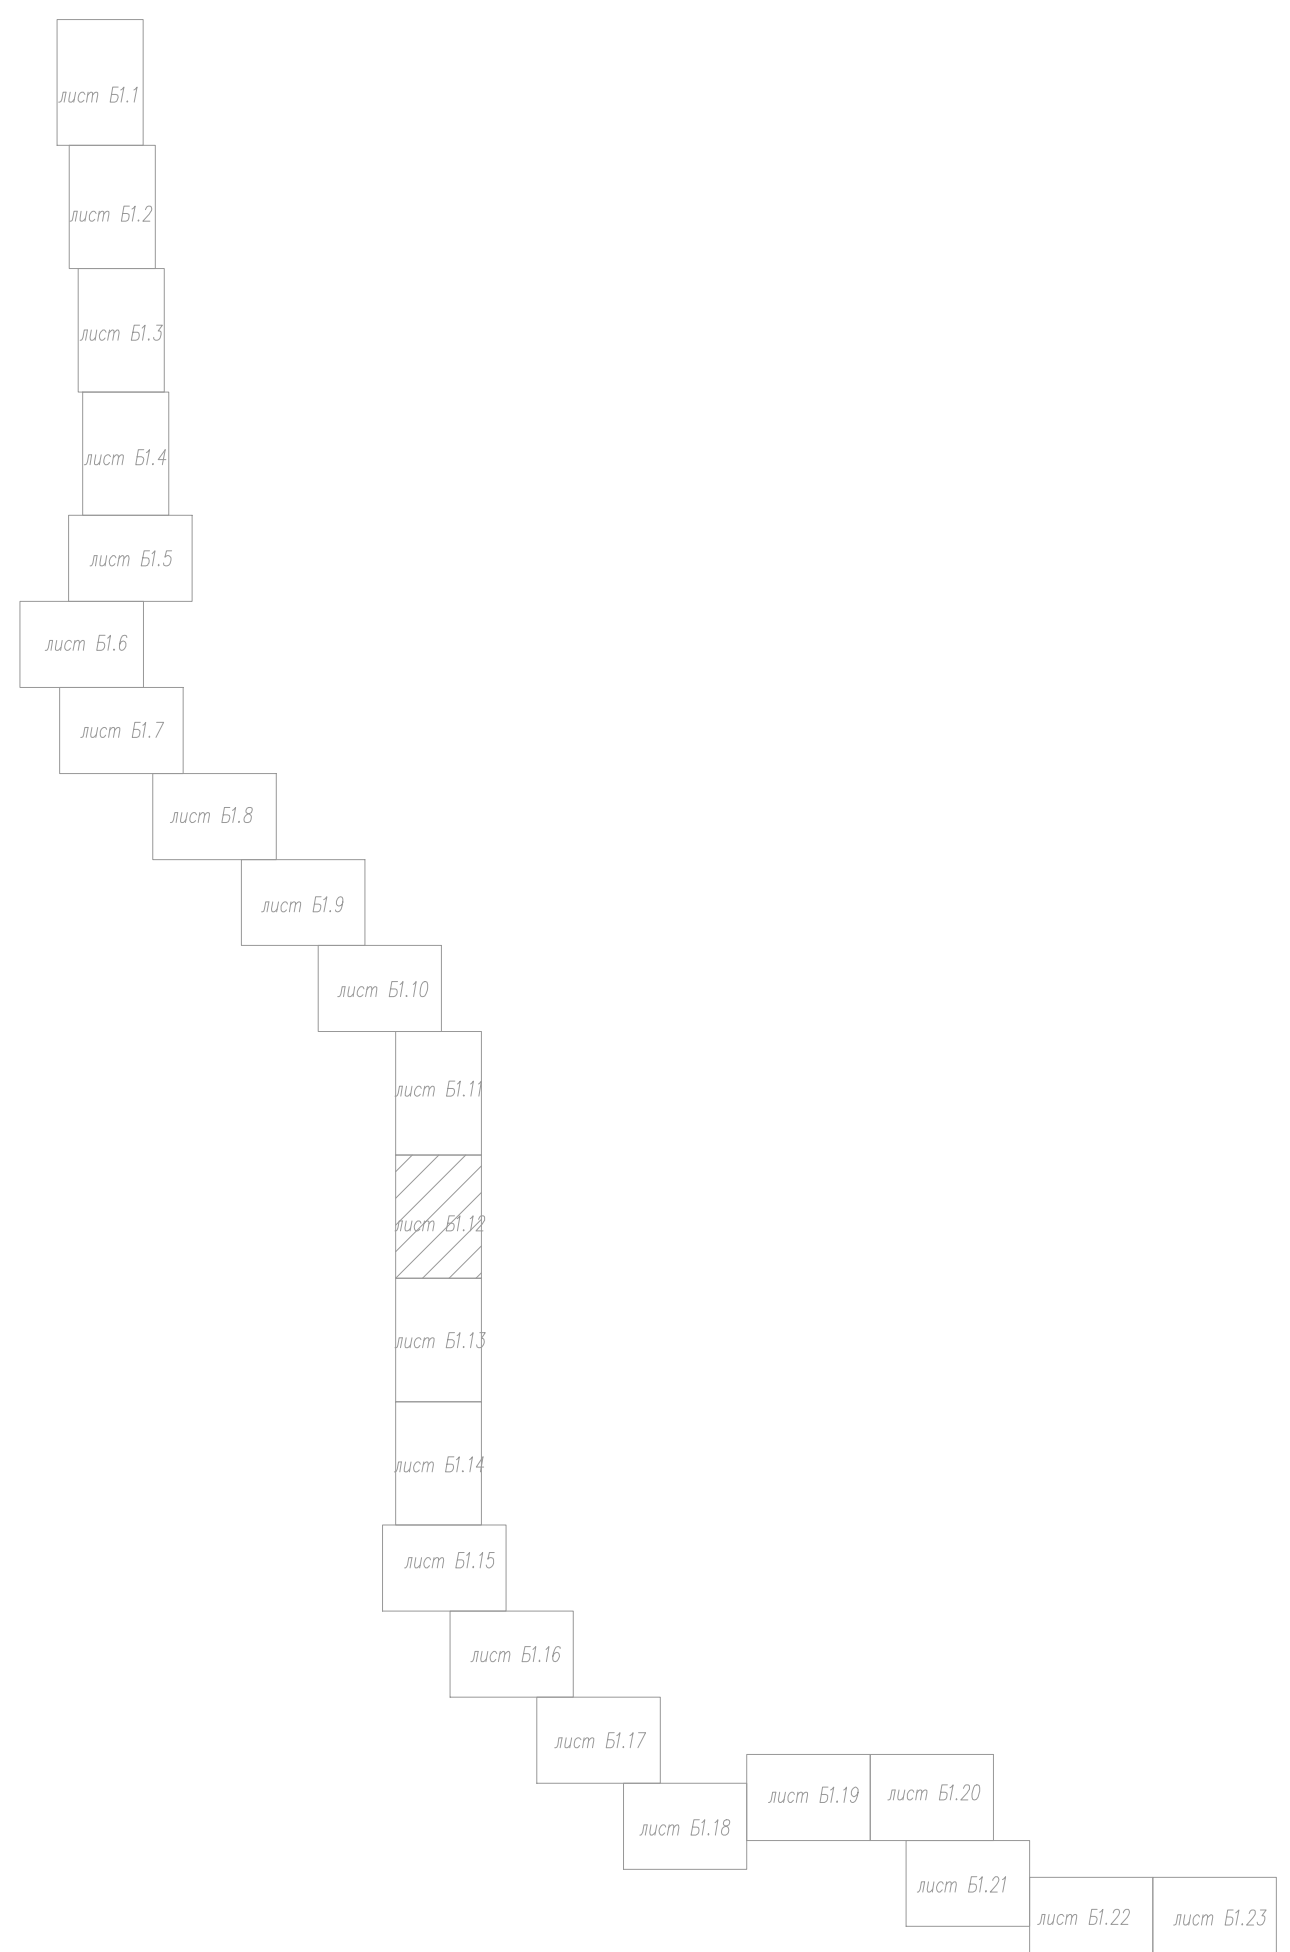 лист Б1.1
лист Б1.2
лист Б1.3
лист Б1.4
лист Б1.5
лист Б1.6
лист Б1.7
лист Б1.8
лист Б1.9
лист Б1.10
лист Б1.11
лист Б1.12
лист Б1.13
лист Б1.14
лист Б1.15
лист Б1.16
лист Б1.17
лист Б1.18
лист Б1.19
лист Б1.20
лист Б1.21
лист Б1.22
лист Б1.23